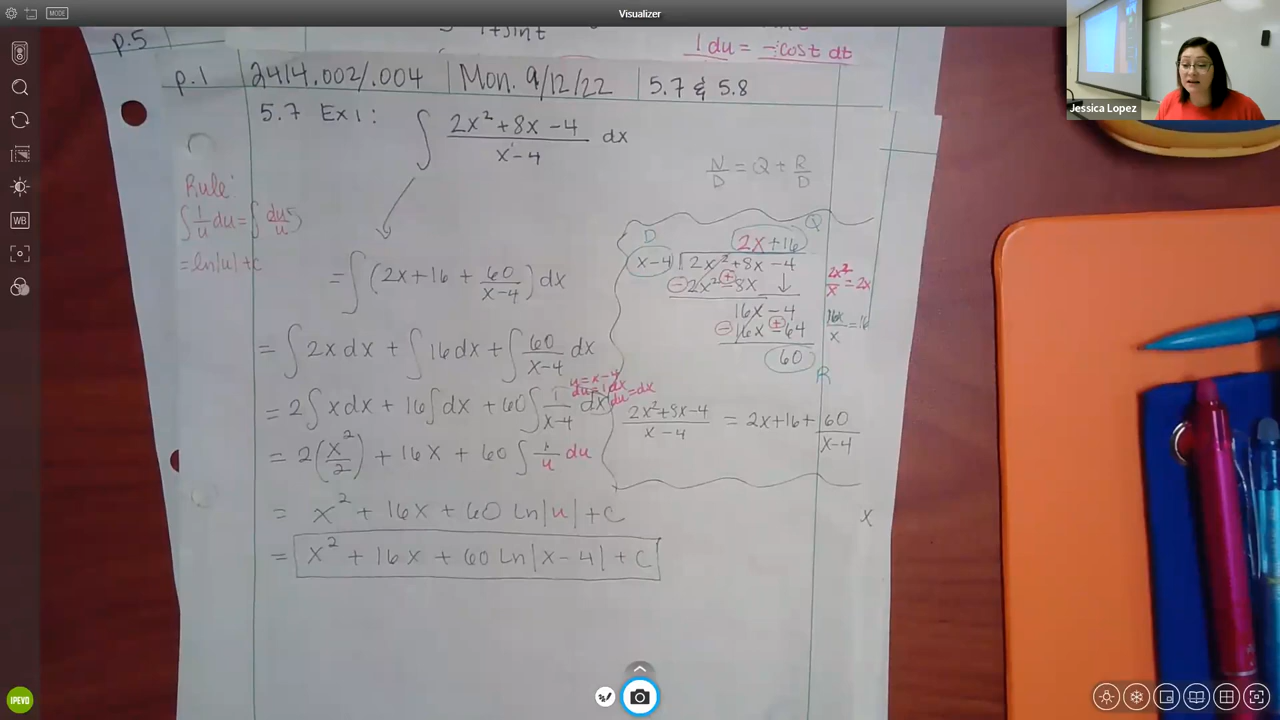 MODE
Visualizer
p.5
1+sint
1 du = -cost dt
p.1 2414.002/.004 Mon. 9/12/22 5.7 & 5.8
Jessica Lopez
5.7 Ex 1: ∫ (2x²+8x-4)/(x-4) dx
N/D = Q + R/D
Rule:
∫ 1/u du = ∫ du/u
= ln|u|+c
= ∫ (2x+16 + 60/(x-4)) dx
= ∫ 2x dx + ∫ 16 dx + ∫ 60/(x-4) dx
u = x-4
du = 1 dx
du = dx
= 2∫ x dx + 16∫ dx + 60∫ 1/(x-4) dx
= 2(x²/2) + 16x + 60 ∫ 1/u du
= x² + 16x + 60 Ln|u| + C
= x² + 16x + 60 Ln|x-4| + C
Q
D 2x+16
x-4 2x²+8x-4
2x²-8x
16x-4
16x-64
60
R
2x²/x = 2x
16x/x = 16
(2x²+8x-4)/(x-4) = 2x+16+ 60/(x-4)
x
WB
IPEVO